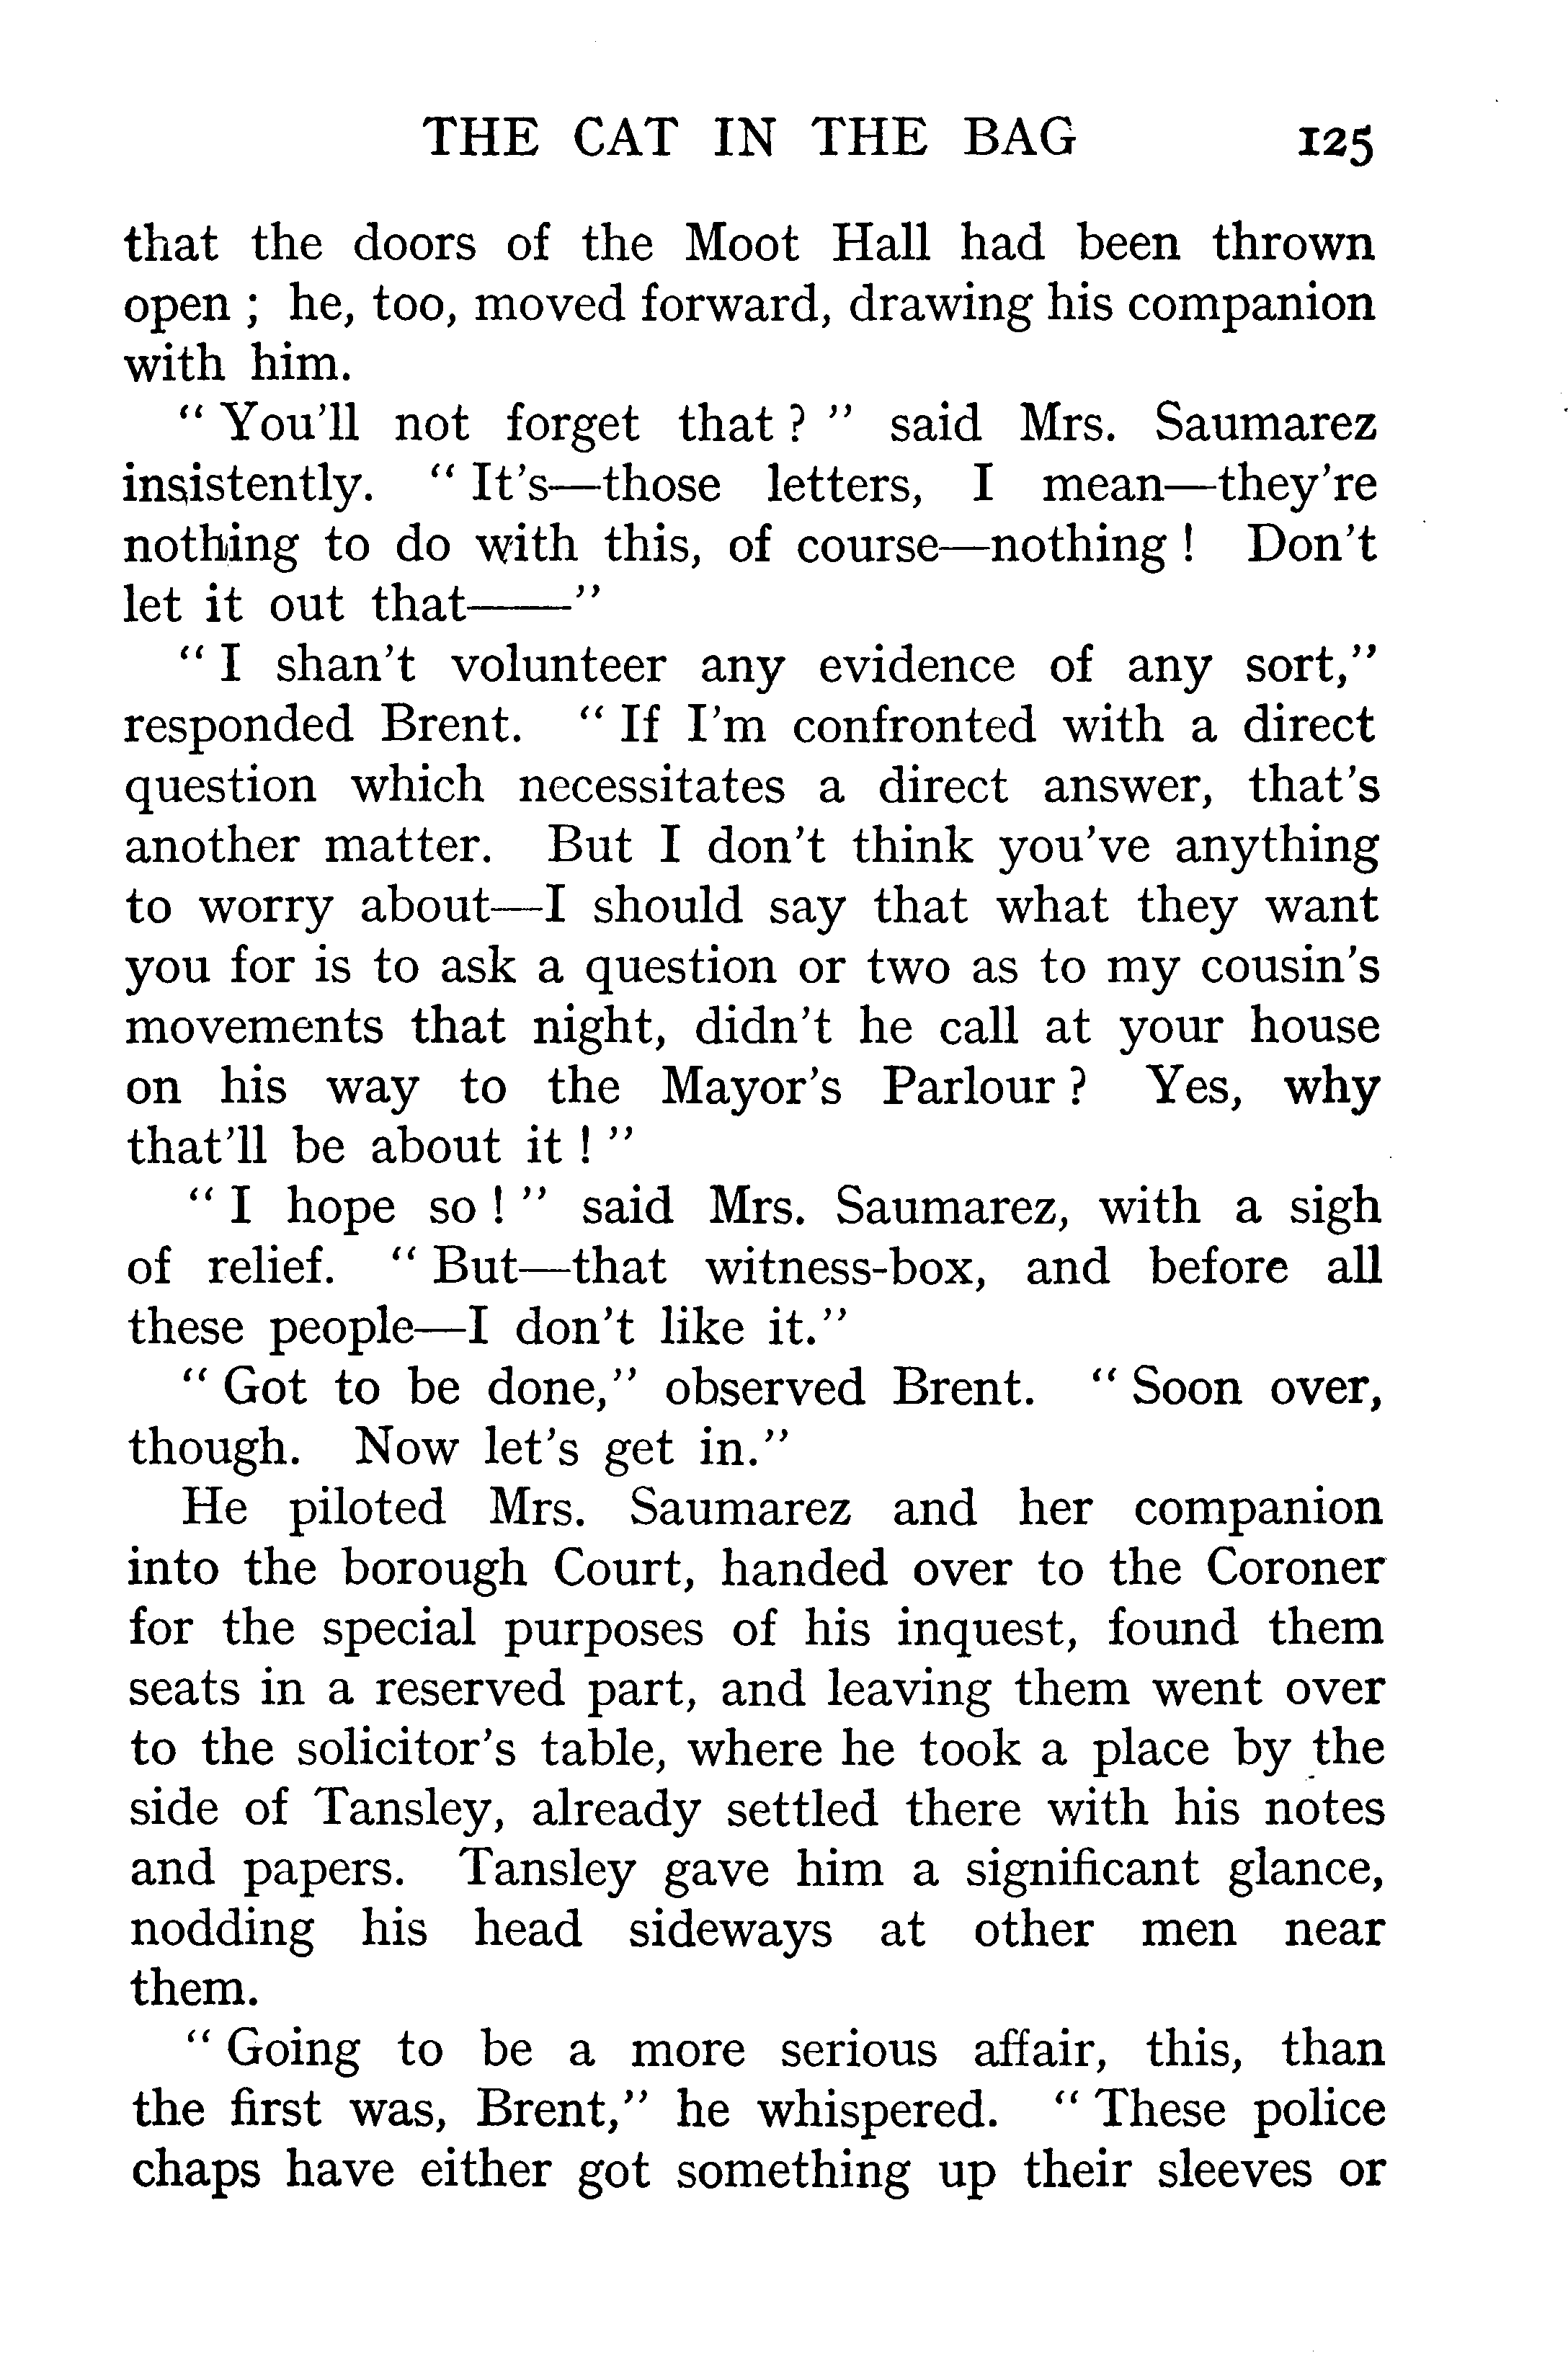 THE CAT IN THE BAG 125
that the doors of the Moot Hall had been thrown
open ; he, too, moved forward, drawing his companion
with him.
“ You’ll not forget that ? ” said Mrs. Saumarez
insistently. “ It’s—those letters, I mean—they’re
nothing to do with this, of course—nothing ! Don’t
let it out that——”
“ I shan’t volunteer any evidence of any sort,”
responded Brent. “ If I’m confronted with a direct
question which necessitates a direct answer, that’s
another matter. But I don’t think you’ve anything
to worry about—I should say that what they want
you for is to ask a question or two as to my cousin’s
movements that night, didn’t he call at your house
on his way to the Mayor’s Parlour ? Yes, why
that’ll be about it ! ”
“ I hope so ! ” said Mrs. Saumarez, with a sigh
of relief. “ But—that witness-box, and before all
these people—I don’t like it.”
“ Got to be done,” observed Brent. “ Soon over,
though. Now let’s get in.”
He piloted Mrs. Saumarez and her companion
into the borough Court, handed over to the Coroner
for the special purposes of his inquest, found them
seats in a reserved part, and leaving them went over
to the solicitor’s table, where he took a place by the
side of Tansley, already settled there with his notes
and papers. Tansley gave him a significant glance,
nodding his head sideways at other men near
them.
“ Going to be a more serious affair, this, than
the first was, Brent,” he whispered. “ These police
chaps have either got something up their sleeves or